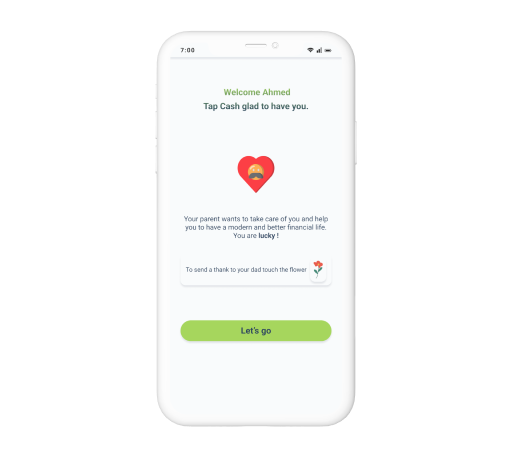 7:00
Welcome Ahmed
Tap Cash glad to have you.
Your parent wants to take care of you and help
you to have a modern and better financial life.
You are lucky !
To send a thank to your dad touch the flower
Let's go